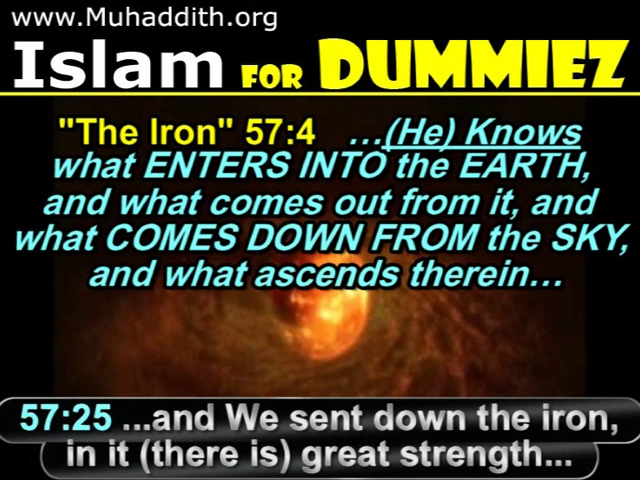 www.Muhaddith.org
Islam FOR DUMMIEZ
"The Iron" 57:4 ...(He) Knows
what ENTERS INTO the EARTH,
and what comes out from it, and
what COMES DOWN FROM the SKY,
and what ascends therein...
57:25 ...and We sent down the iron,
in it (there is) great strength...